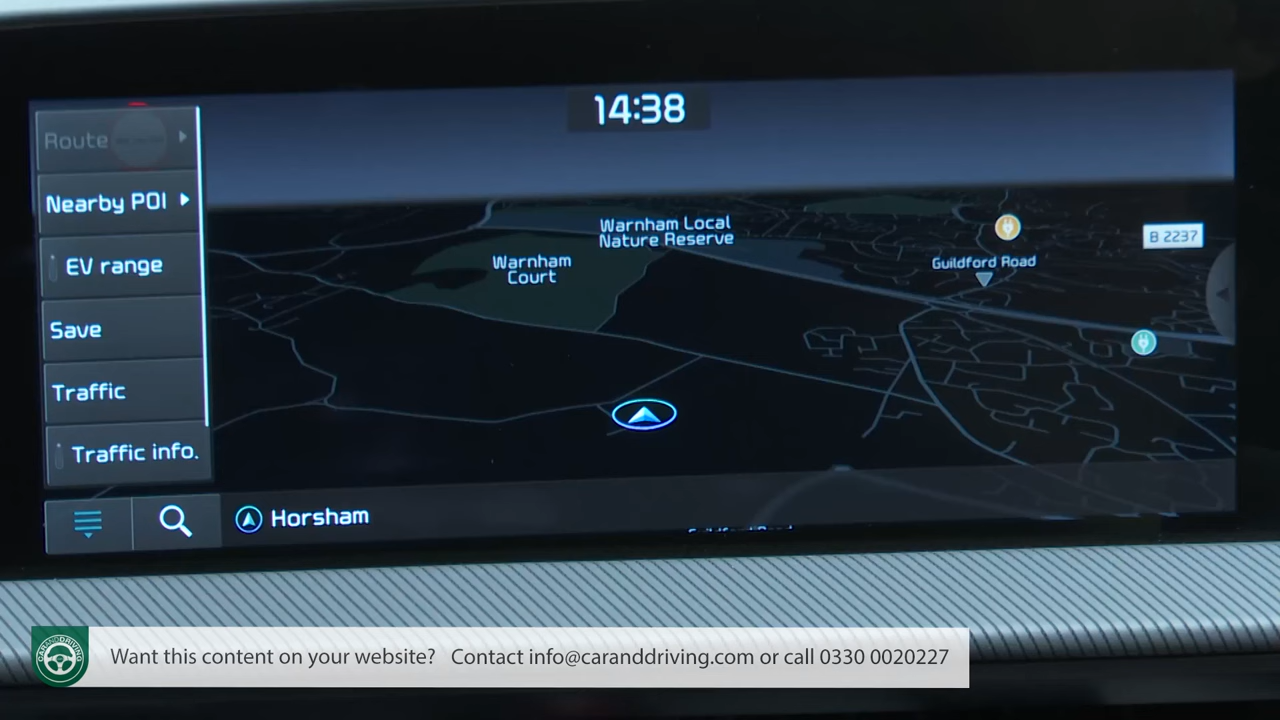 14:38
Route
Nearby POI
EV range
Save
Traffic
Traffic info.
Warnham Local
Nature Reserve
Warnham
Court
Guildford Road
B 2237
Horsham
CARANDDRIVING
Want this content on your website? Contact info@caranddriving.com or call 0330 0020227